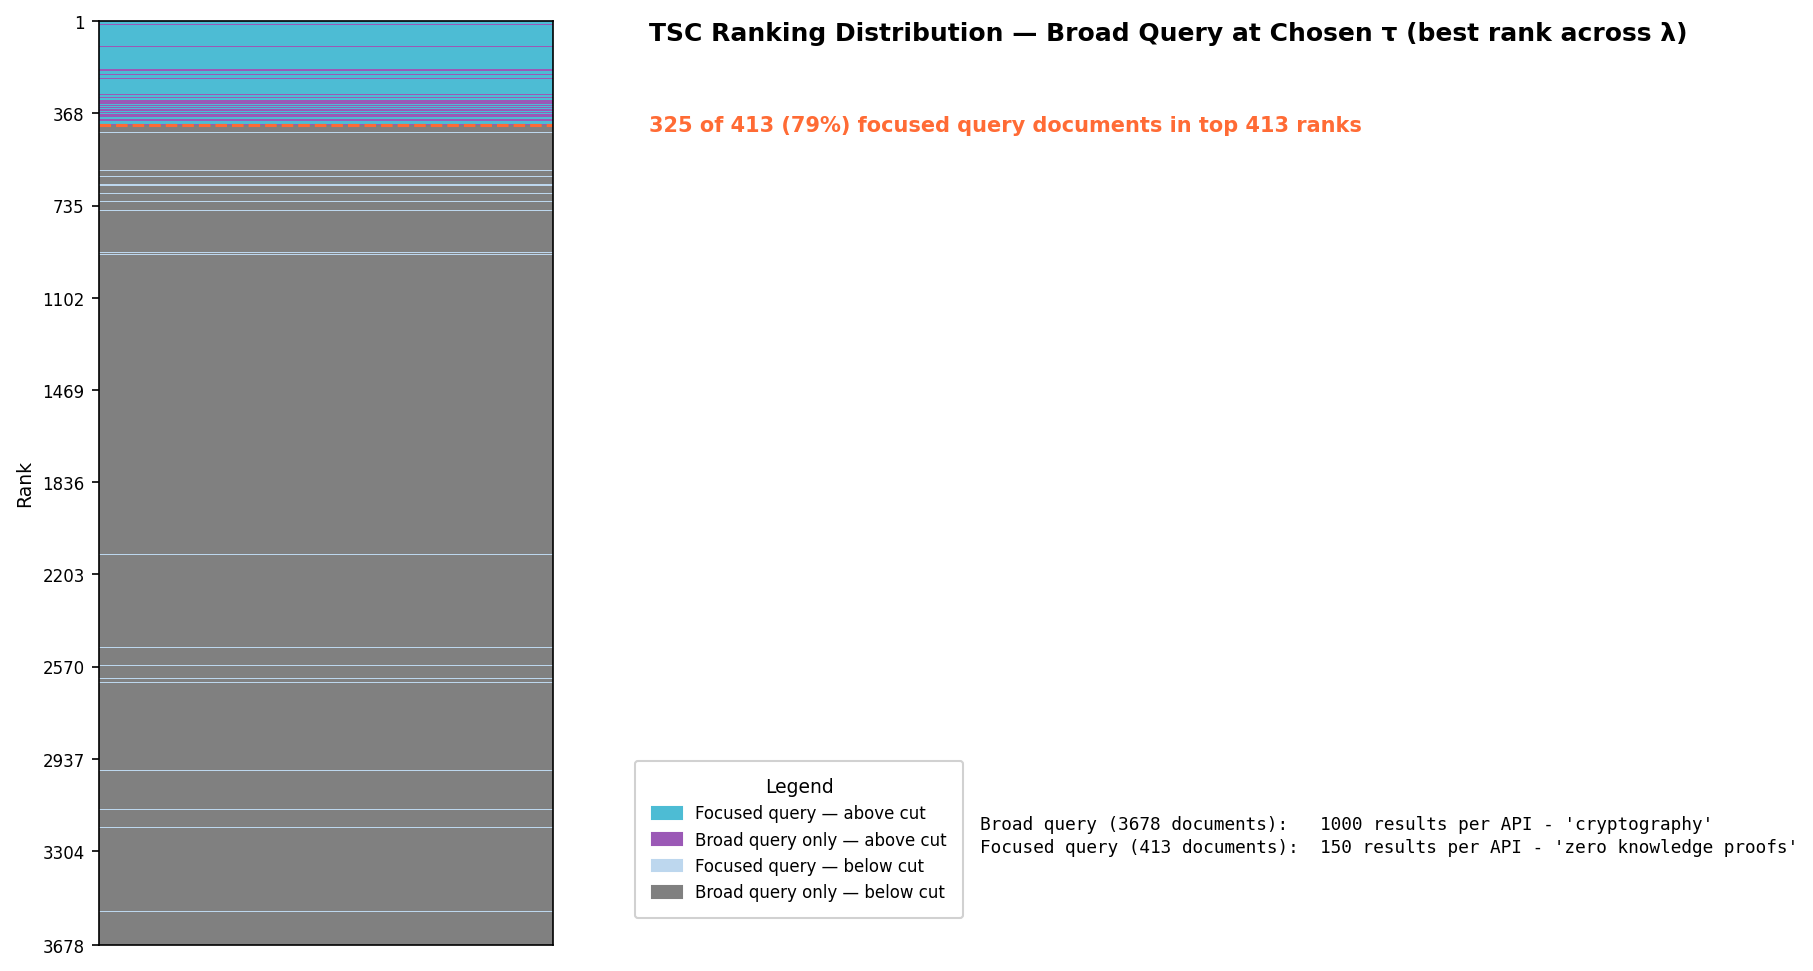 TSC Ranking Distribution — Broad Query at Chosen τ (best rank across λ)
325 of 413 (79%) focused query documents in top 413 ranks
Rank
1
368
735
1102
1469
1836
2203
2570
2937
3304
3678
Legend
Focused query — above cut
Broad query only — above cut
Focused query — below cut
Broad query only — below cut
Broad query (3678 documents): 1000 results per API - 'cryptography'
Focused query (413 documents): 150 results per API - 'zero knowledge proofs'